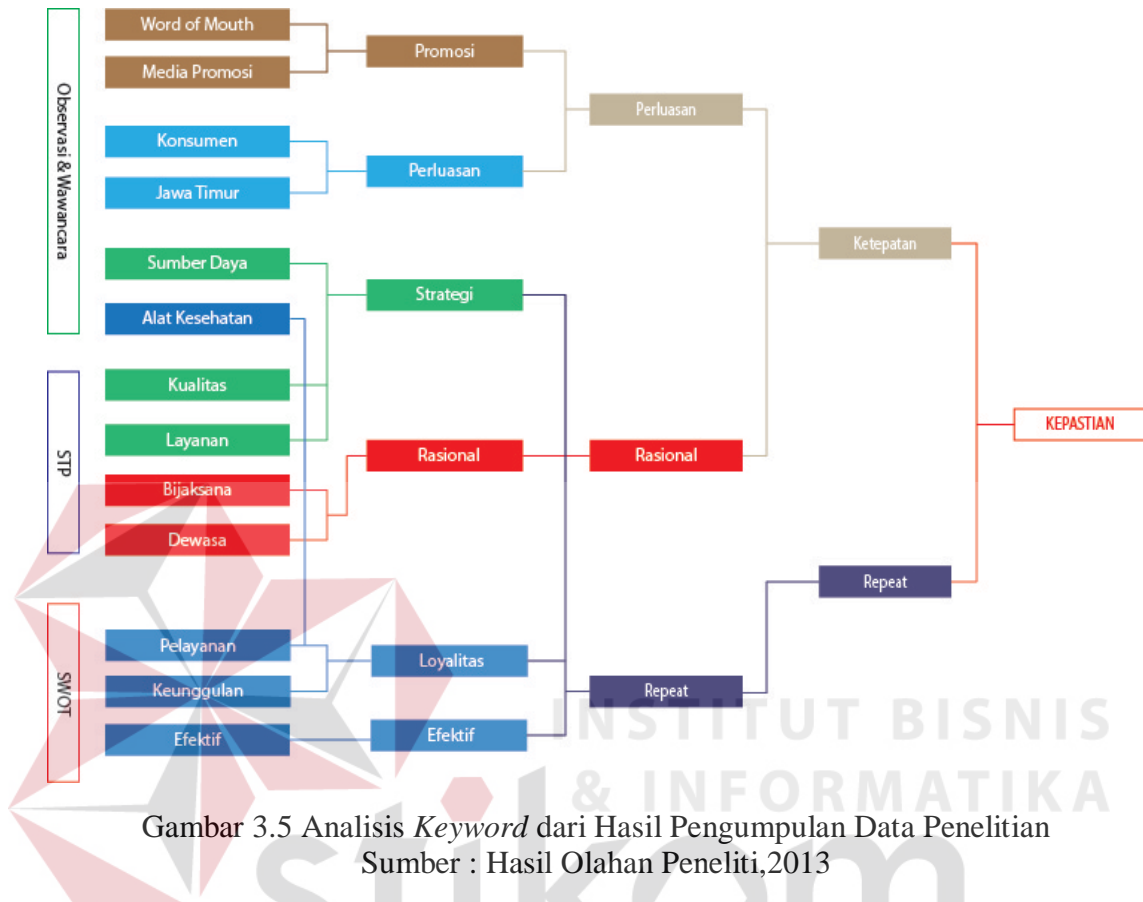 Observasi & Wawancara
Word of Mouth
Media Promosi
Konsumen
Jawa Timur
Sumber Daya
Alat Kesehatan
STP
Kualitas
Layanan
Bijaksana
Dewasa
SWOT
Pelayanan
Keunggulan
Efektif
Promosi
Perluasan
Strategi
Rasional
Loyalitas
Efektif
Perluasan
Rasional
Repeat
Ketepatan
Repeat
KEPASTIAN
INSTITUT BISNIS
& INFORMATIKA
stikom
Gambar 3.5 Analisis Keyword dari Hasil Pengumpulan Data Penelitian
Sumber : Hasil Olahan Peneliti,2013